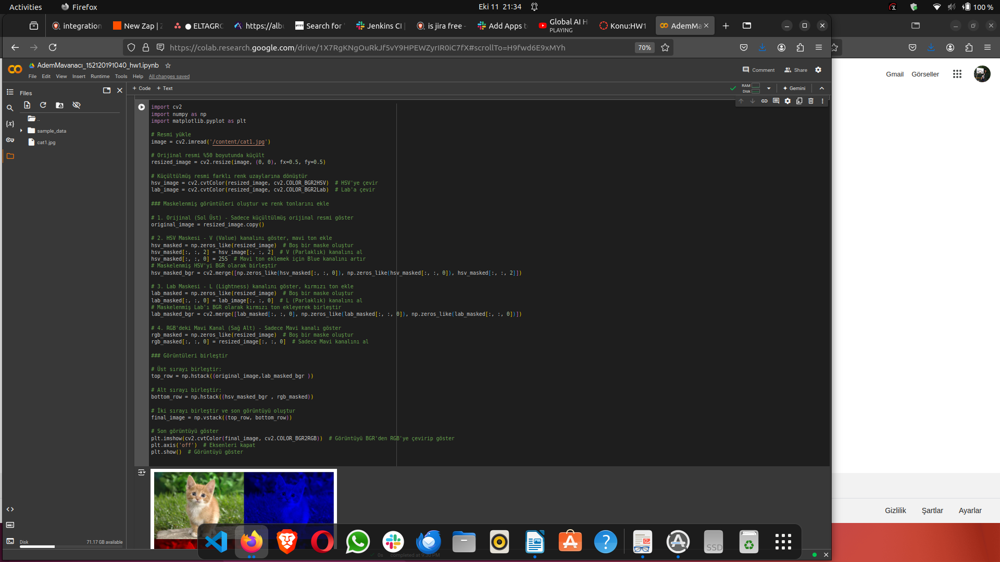 Activities
Firefox
Eki 11 21:34
100 %
integration
New Zap | Z
ELTAGRO
https://albu
Search for
Jenkins CI |
is jira free -
Add Apps t
Global AI H
PLAYING
Konu:HW1
AdemMa
https://colab.research.google.com/drive/1X7RgKNgOuRkJf5vY9HPEWZyrIR0iC7fX#scrollTo=H9fwd6E9xMYh
70%
AdemMavanacı_152120191040_hw1.ipynb
File Edit View Insert Runtime Tools Help All changes saved
Comment
Share
Gmail
Görseller
Files
+ Code + Text
RAM
Disk
Gemini
..
sample_data
cat1.jpg
import cv2
import numpy as np
import matplotlib.pyplot as plt
# Resmi yükle
image = cv2.imread('/content/cat1.jpg')
# Orijinal resmi %50 boyutunda küçült
resized_image = cv2.resize(image, (0, 0), fx=0.5, fy=0.5)
# Küçültülmüş resmi farklı renk uzaylarına dönüştür
hsv_image = cv2.cvtColor(resized_image, cv2.COLOR_BGR2HSV)  # HSV'ye çevir
lab_image = cv2.cvtColor(resized_image, cv2.COLOR_BGR2Lab)  # Lab'a çevir
### Maskelenmiş görüntüleri oluştur ve renk tonlarını ekle
# 1. Orijinal (Sol Üst) - Sadece küçültülmüş orijinal resmi göster
original_image = resized_image.copy()
# 2. HSV Maskesi - V (Value) kanalını göster, mavi ton ekle
hsv_masked = np.zeros_like(resized_image)  # Boş bir maske oluştur
hsv_masked[:, :, 2] = hsv_image[:, :, 2]  # V (Parlaklık) kanalını al
hsv_masked[:, :, 0] = 255  # Mavi ton eklemek için Blue kanalını artır
# Maskelenmiş HSV'yi BGR olarak birleştir
hsv_masked_bgr = cv2.merge([np.zeros_like(hsv_masked[:, :, 0]), np.zeros_like(hsv_masked[:, :, 0]), hsv_masked[:, :, 2]])
# 3. Lab Maskesi - L (Lightness) kanalını göster, kırmızı ton ekle
lab_masked = np.zeros_like(resized_image)  # Boş bir maske oluştur
lab_masked[:, :, 0] = lab_image[:, :, 0]  # L (Parlaklık) kanalını al
# Maskelenmiş Lab'ı BGR olarak kırmızı ton ekleyerek birleştir
lab_masked_bgr = cv2.merge([lab_masked[:, :, 0], np.zeros_like(lab_masked[:, :, 0]), np.zeros_like(lab_masked[:, :, 0])])
# 4. RGB'deki Mavi Kanal (Sağ Alt) - Sadece Mavi kanalı göster
rgb_masked = np.zeros_like(resized_image)  # Boş bir maske oluştur
rgb_masked[:, :, 0] = resized_image[:, :, 0]  # Sadece Mavi kanalını al
### Görüntüleri birleştir
# Üst sırayı birleştir:
top_row = np.hstack((original_image,lab_masked_bgr ))
# Alt sırayı birleştir:
bottom_row = np.hstack((hsv_masked_bgr , rgb_masked))
# İki sırayı birleştir ve son görüntüyü oluştur
final_image = np.vstack((top_row, bottom_row))
# Son görüntüyü göster
plt.imshow(cv2.cvtColor(final_image, cv2.COLOR_BGR2RGB))  # Görüntüyü BGR'den RGB'ye çevirip göster
plt.axis('off')  # Eksenleri kapat
plt.show()  # Görüntüyü göster
Gizlilik
Şartlar
Ayarlar
Disk
71.17 GB available
SSD
0s completed at 9:30 PM